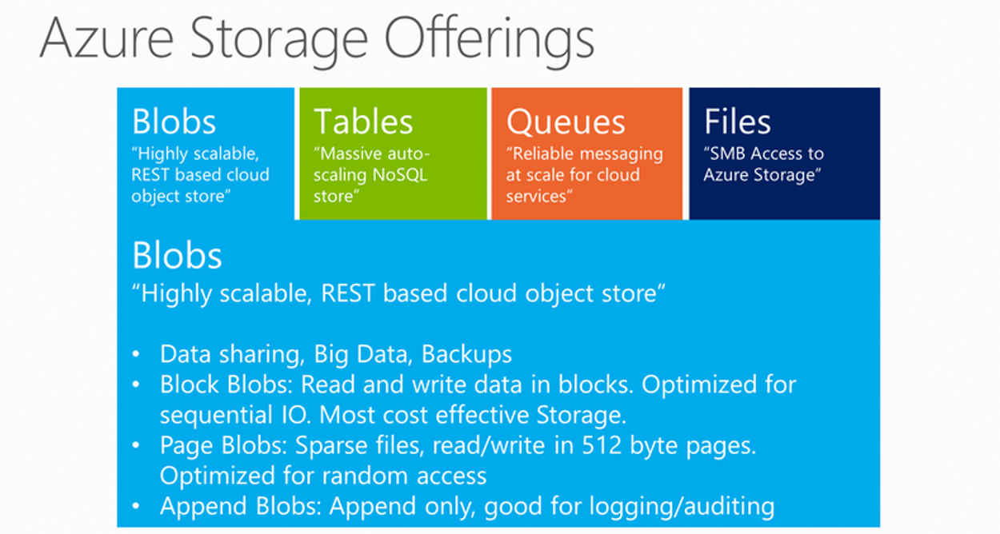 Azure Storage Offerings
Blobs
“Highly scalable,
REST based cloud
object store”
Tables
“Massive auto-
scaling NoSQL
store”
Queues
“Reliable messaging
at scale for cloud
services”
Files
“SMB Access to
Azure Storage”
Blobs
“Highly scalable, REST based cloud object store”
• Data sharing, Big Data, Backups
• Block Blobs: Read and write data in blocks. Optimized for
sequential IO. Most cost effective Storage.
• Page Blobs: Sparse files, read/write in 512 byte pages.
Optimized for random access
• Append Blobs: Append only, good for logging/auditing